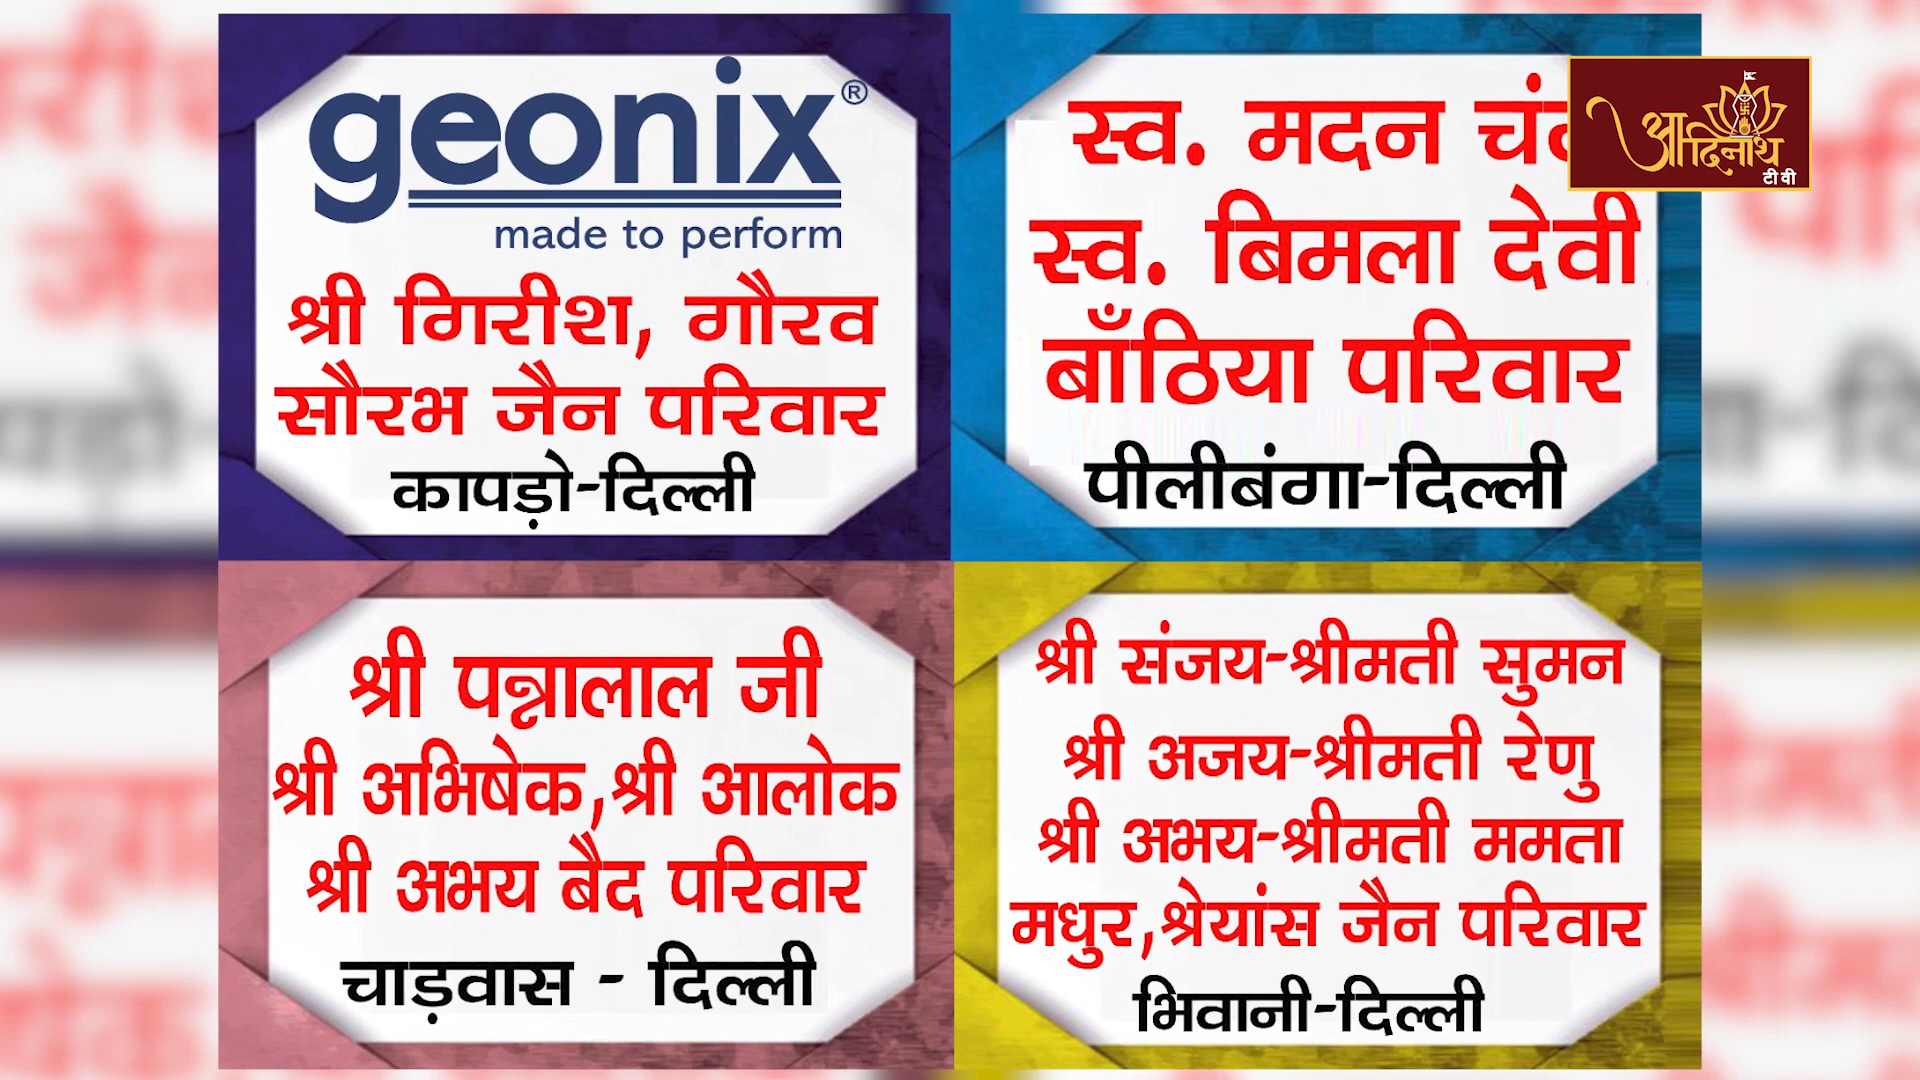 geonix®
made to perform
श्री गिरीश, गौरव
सौरभ जैन परिवार
कापड़ो-दिल्ली
स्व. मदन
स्व. बिमला देवी
बाँठिया परिवार
पीलीबंगा-दिल्ली
आदिनाथ
टी वी
श्री पन्नालाल जी
श्री अभिषेक,श्री आलोक
श्री अभय बैद परिवार
चाड़वास - दिल्ली
श्री संजय-श्रीमती सुमन
श्री अजय-श्रीमती रेणु
श्री अभय-श्रीमती ममता
मधुर,श्रेयांस जैन परिवार
भिवानी-दिल्ली